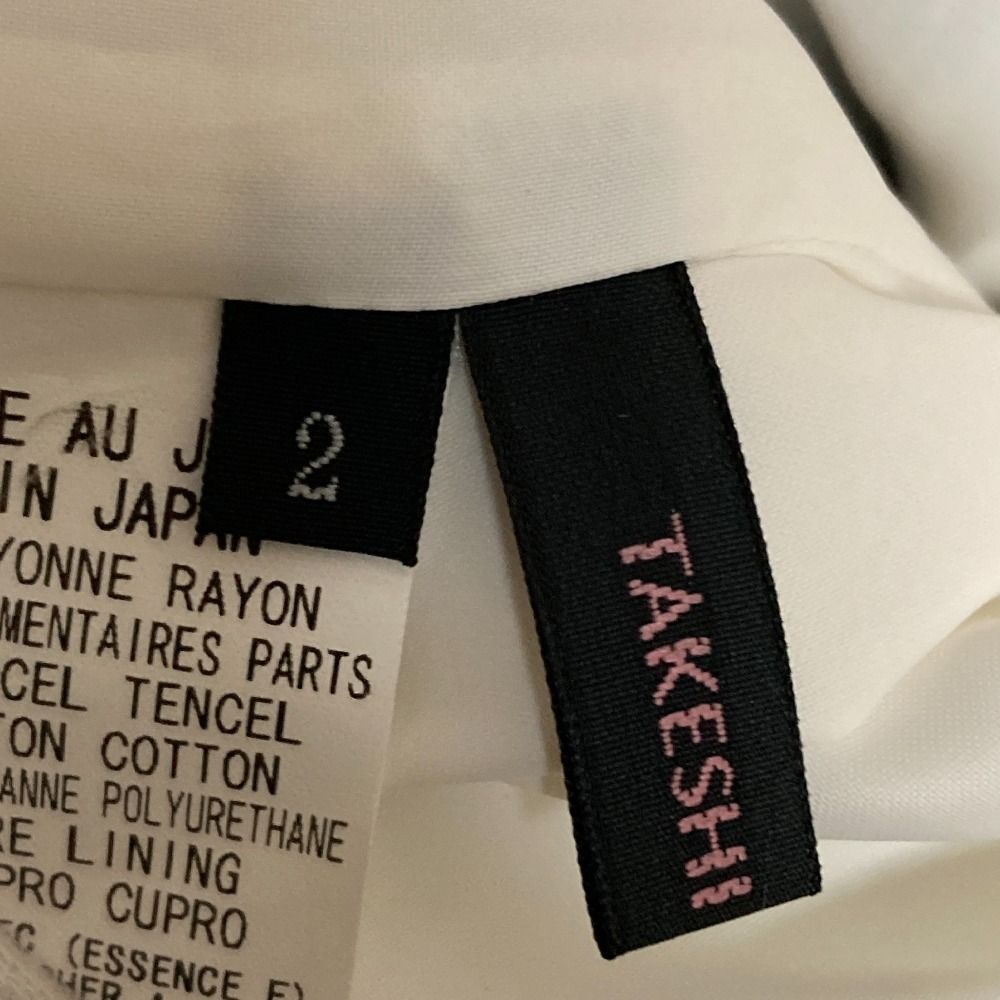 E AU J
IN JAPAN
YONNE RAYON
MENTAIRES PARTS
CEL TENCEL
TON COTTON
ANNE POLYURETHANE
RE LINING
PRO CUPRO
(ESSENCE F)
2
TAKESHI